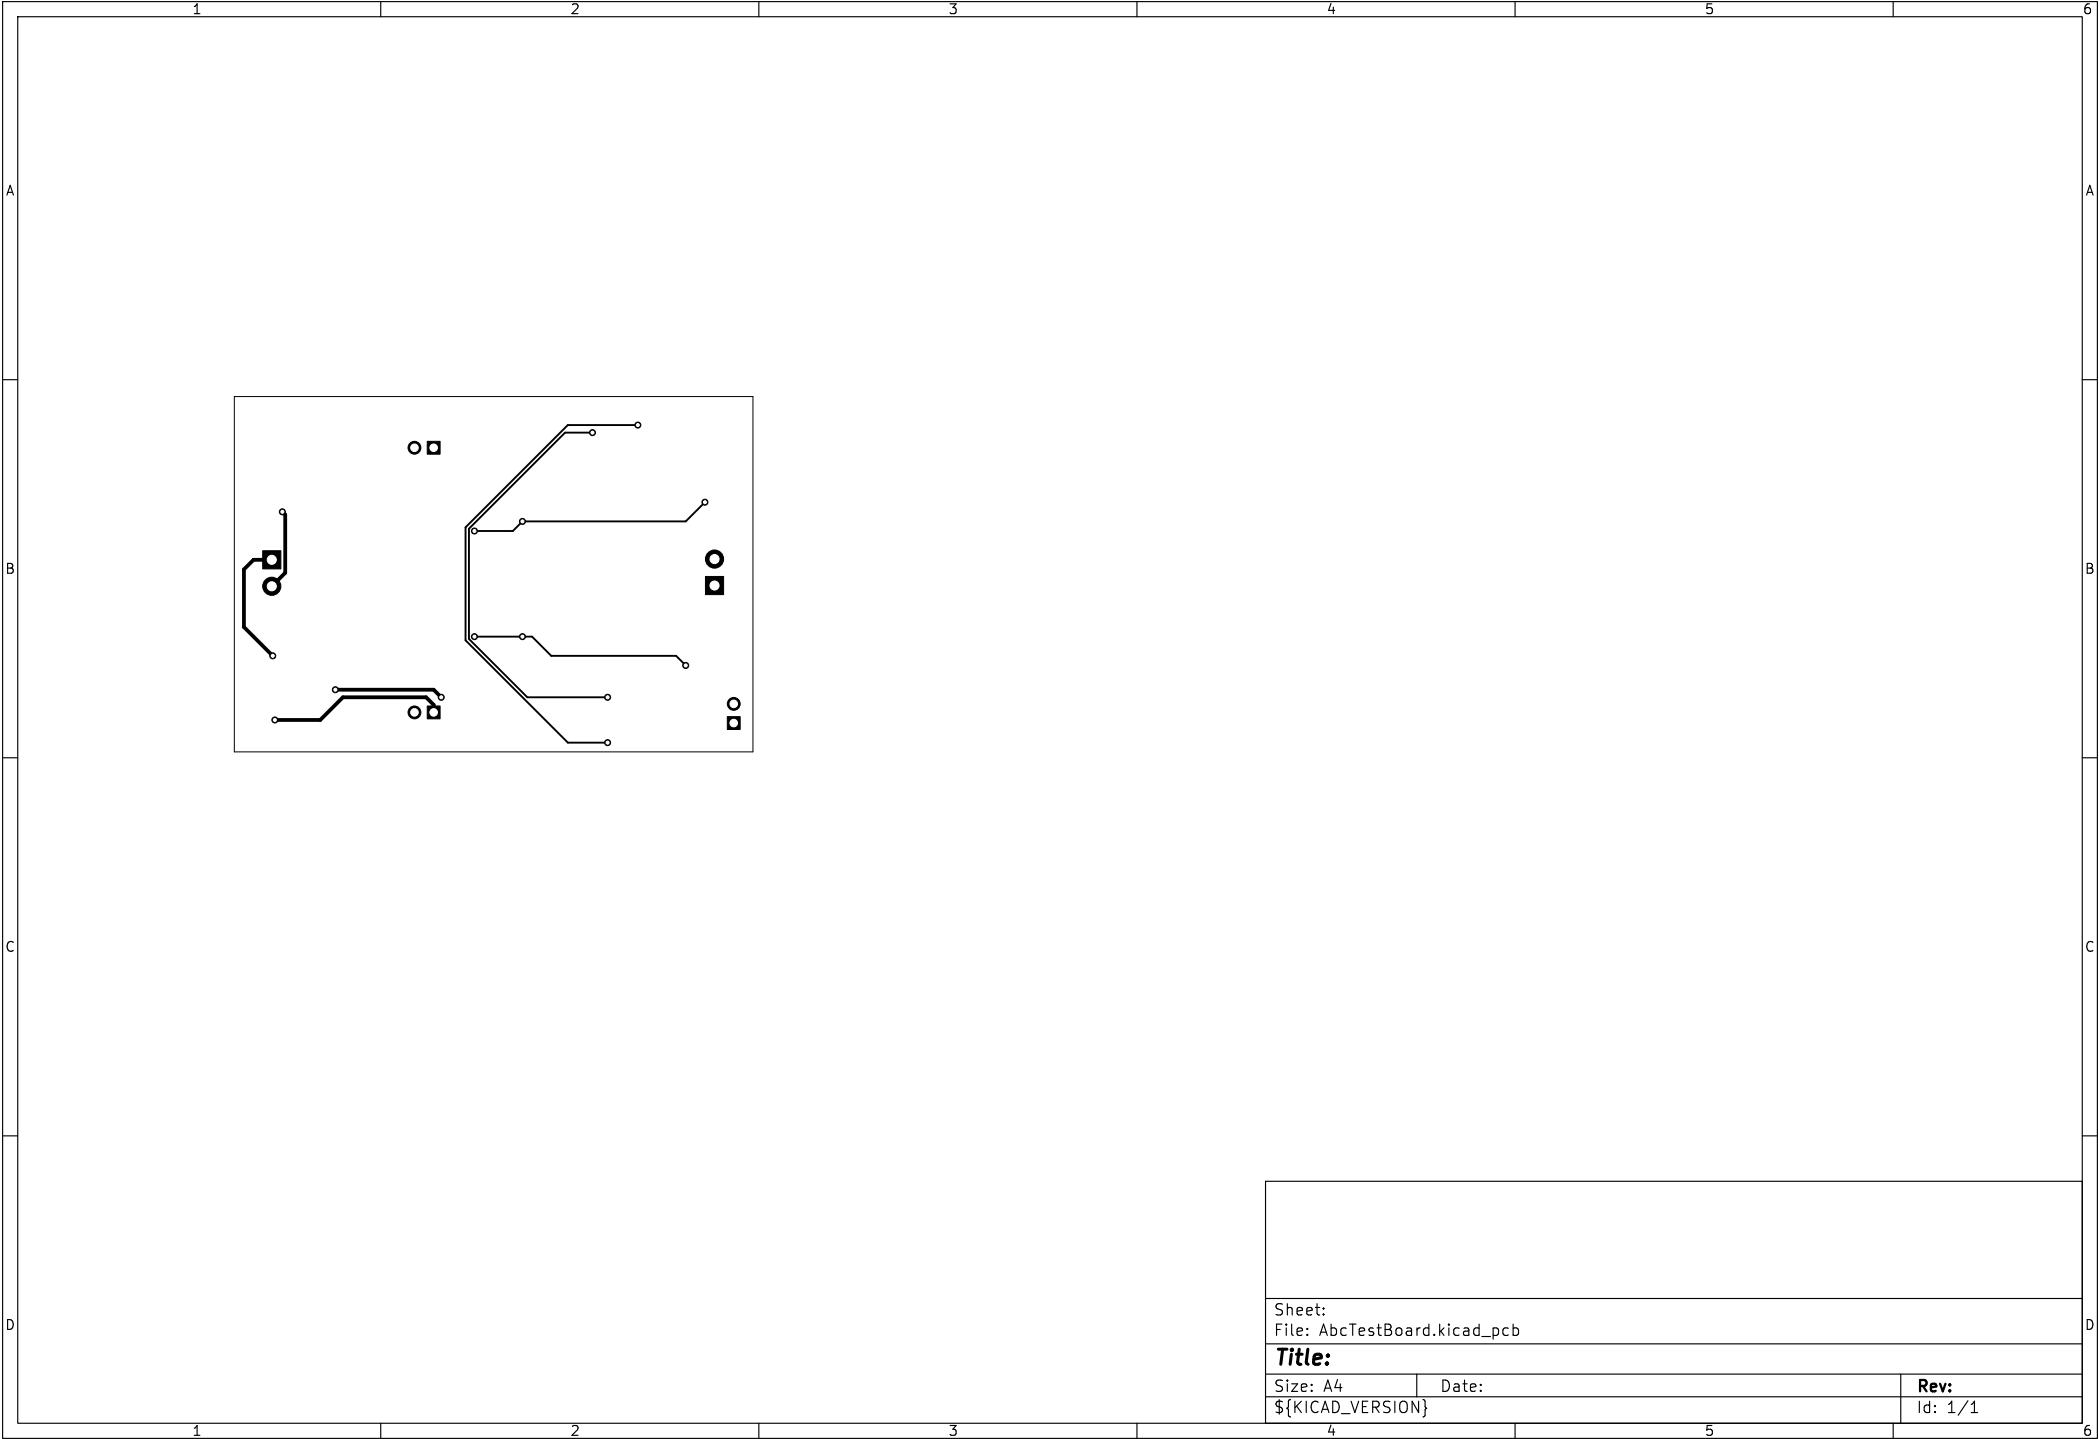 1 2 3 4 5 6
A A
B B
C C
Sheet:
File: AbcTestBoard.kicad_pcb
D D
Title:
Size: A4 Date: Rev:
${KICAD_VERSION} Id: 1/1
1 2 3 4 5 6